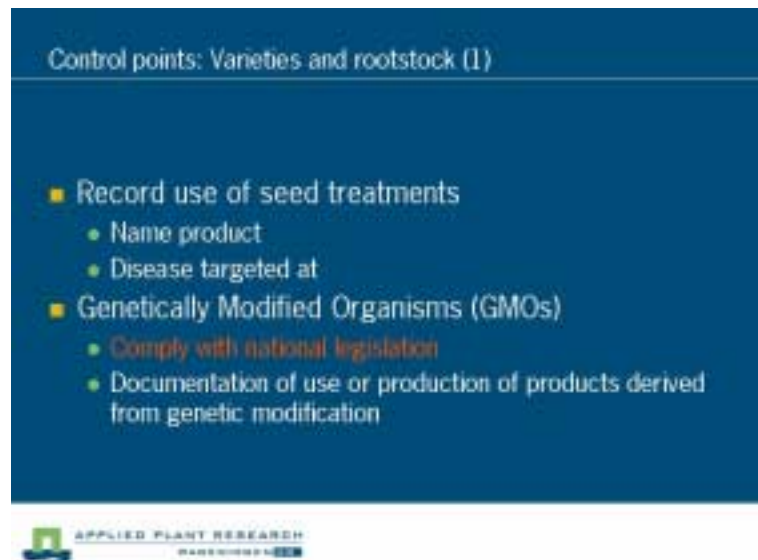 Control points: Varieties and rootstock (1)
Record use of seed treatments
Name product
Disease targeted at
Genetically Modified Organisms (GMOs)
Comply with national legislation
Documentation of use or production of products derived
from genetic modification
APPLIED PLANT RESEARCH
WAGENINGEN UR